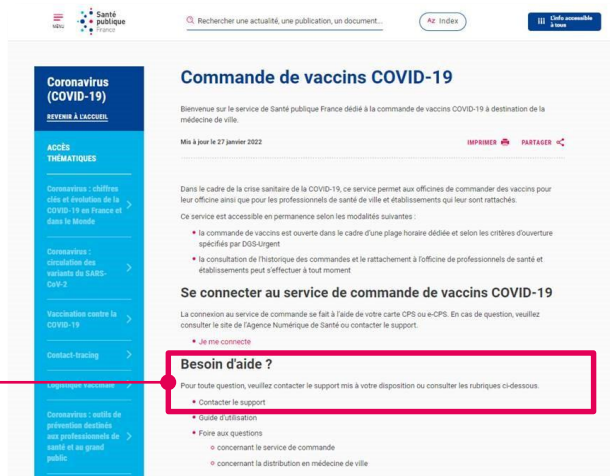 MENU
Santé
publique
France
Rechercher une actualité, une publication, un document...
AZ Index
L'info accessible
à tous
Coronavirus
(COVID-19)
REVENIR À L'ACCUEIL
ACCÈS
THÉMATIQUES
Coronavirus : chiffres
clés et évolution de la
COVID-19 en France et
dans le Monde
Coronavirus :
circulation des
variants du SARS-
CoV-2
Vaccination contre la
COVID-19
Contact-tracing
Logistique vaccinale
Coronavirus : outils de
prévention destinés
aux professionnels de
santé et au grand
public
Commande de vaccins COVID-19
Bienvenue sur le service de Santé publique France dédié à la commande de vaccins COVID-19 à destination de la
médecine de ville.
Mis à jour le 27 janvier 2022
IMPRIMER
PARTAGER
Dans le cadre de la crise sanitaire de la COVID-19, ce service permet aux officines de commander des vaccins pour
leur officine ainsi que pour les professionnels de santé de ville et établissements qui leur sont rattachés.
Ce service est accessible en permanence selon les modalités suivantes :
la commande de vaccins est ouverte dans le cadre d'une plage horaire dédiée et selon les critères d'ouverture
spécifiés par DGS-Urgent
la consultation de l'historique des commandes et le rattachement à l'officine de professionnels de santé et
établissements peut s'effectuer à tout moment
Se connecter au service de commande de vaccins COVID-19
La connexion au service de commande se fait à l'aide de votre carte CPS ou e-CPS. En cas de question, veuillez
consulter le site de l'Agence Numérique de Santé ou contacter le support.
Je me connecte
Besoin d'aide ?
Pour toute question, veuillez contacter le support mis à votre disposition ou consulter les rubriques ci-dessous.
Contacter le support
Guide d'utilisation
Foire aux questions
concernant le service de commande
concernant la distribution en médecine de ville